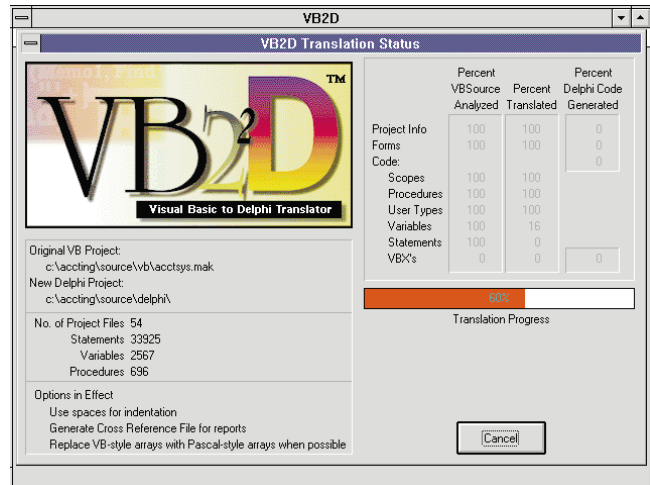 VB2D
VB2D Translation Status
TM
VB22D
Visual Basic to Delphi Translator
Original VB Project:
c:\accting\source\vb\acctsys.mak
New Delphi Project:
c:\accting\source\delphi\
No. of Project Files 54
Statements 33925
Variables 2567
Procedures 696
Options in Effect
Use spaces for indentation
Generate Cross Reference File for reports
Replace VB-style arrays with Pascal-style arrays when possible
Percent VBSource Analyzed
Percent Translated
Percent Delphi Code Generated
Project Info 100 100 0
Forms 100 100 0
Code: 0
Scopes 100 100
Procedures 100 100
User Types 100 100
Variables 100 16
Statements 100 0
VBX's 0 0 0
60%
Translation Progress
Cancel